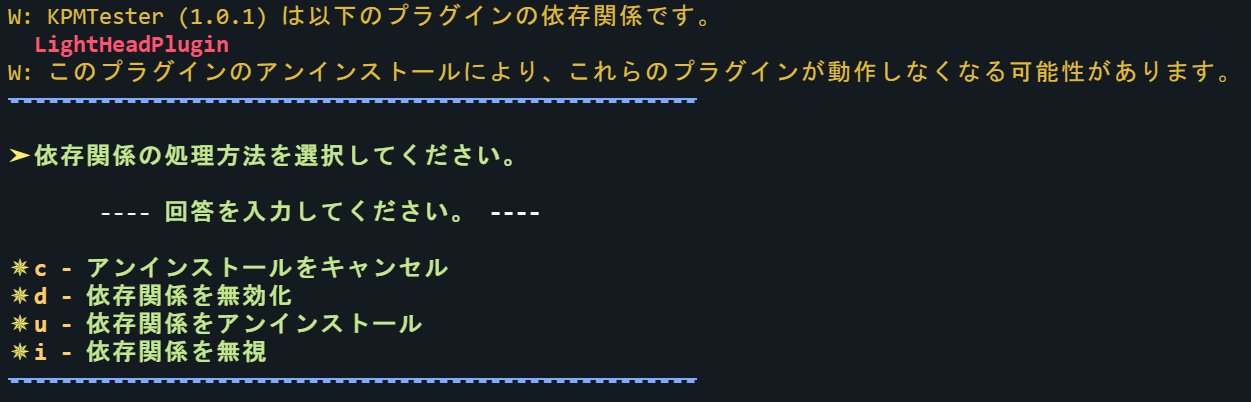 W: KPMTester (1.0.1) は以下のプラグインの依存関係です。
LightHeadPlugin
W: このプラグインのアンインストールにより、これらのプラグインが動作しなくなる可能性があります。
➤依存関係の処理方法を選択してください。
---- 回答を入力してください。 ----
✵c - アンインストールをキャンセル
✵d - 依存関係を無効化
✵u - 依存関係をアンインストール
✵i - 依存関係を無視